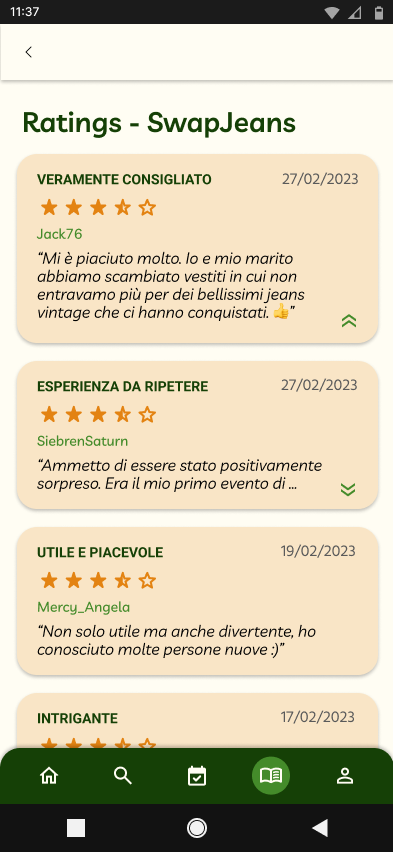 11:37
Ratings - SwapJeans
VERAMENTE CONSIGLIATO 27/02/2023
Jack76
“Mi è piaciuto molto. Io e mio marito
abbiamo scambiato vestiti in cui non
entravamo più per dei bellissimi jeans
vintage che ci hanno conquistati. 👍”
ESPERIENZA DA RIPETERE 27/02/2023
SiebrenSaturn
“Ammetto di essere stato positivamente
sorpreso. Era il mio primo evento di ...
UTILE E PIACEVOLE 19/02/2023
Mercy_Angela
“Non solo utile ma anche divertente, ho
conosciuto molte persone nuove :)”
INTRIGANTE 17/02/2023